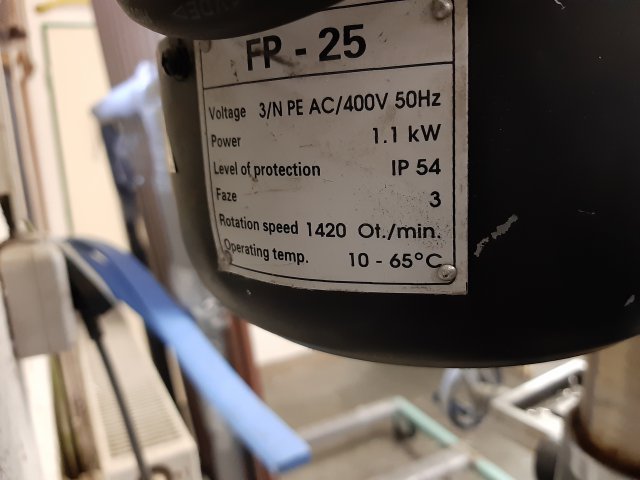 FP - 25
Voltage 3/N PE AC/400V 50Hz
Power 1.1 kW
Level of protection IP 54
Faze 3
Rotation speed 1420 Ot./min.
Operating temp. 10 - 65°C